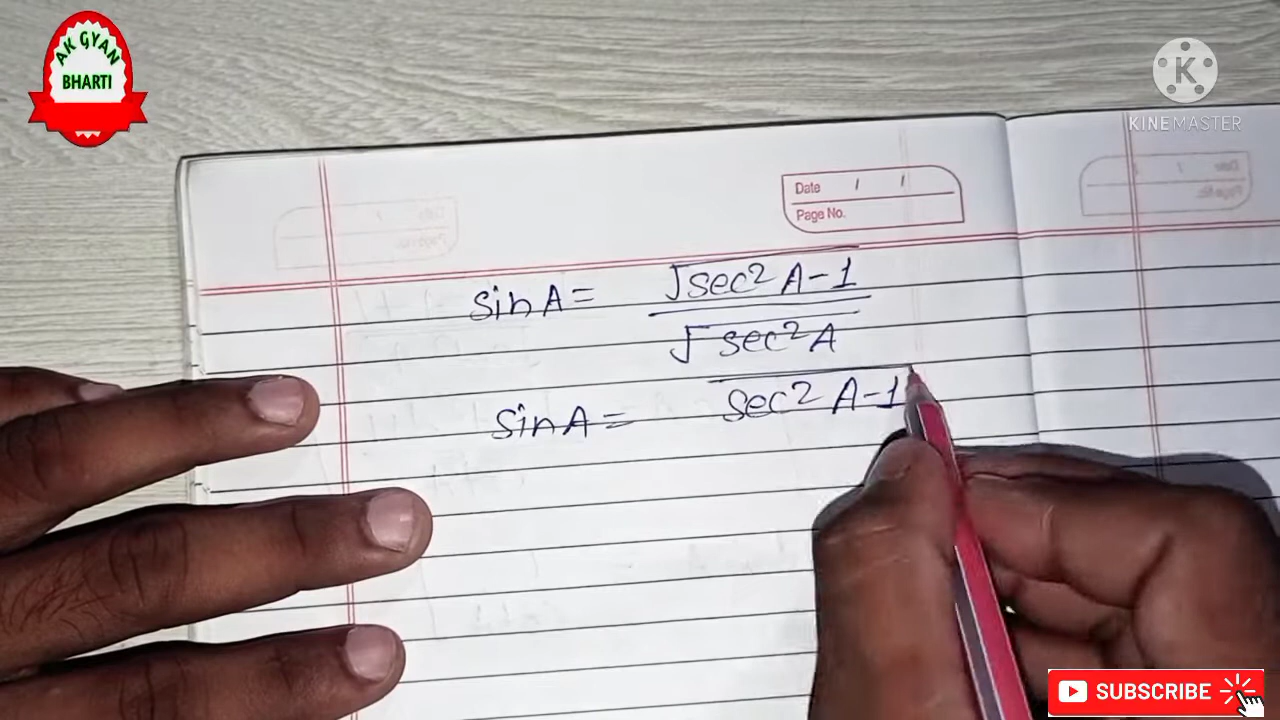 AK GYAN
BHARTI
K
KINEMASTER
Date / /
Page No.
sin A = √sec² A - 1
√sec² A
sin A = sec² A - 1
SUBSCRIBE